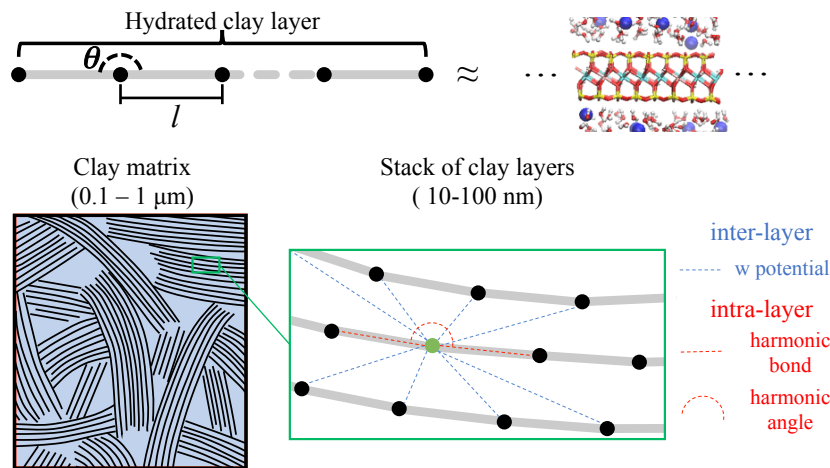 Hydrated clay layer
θ
l
≈
... ...
Clay matrix
(0.1 – 1 μm)
Stack of clay layers
( 10-100 nm)
inter-layer
w potential
intra-layer
harmonic
bond
harmonic
angle